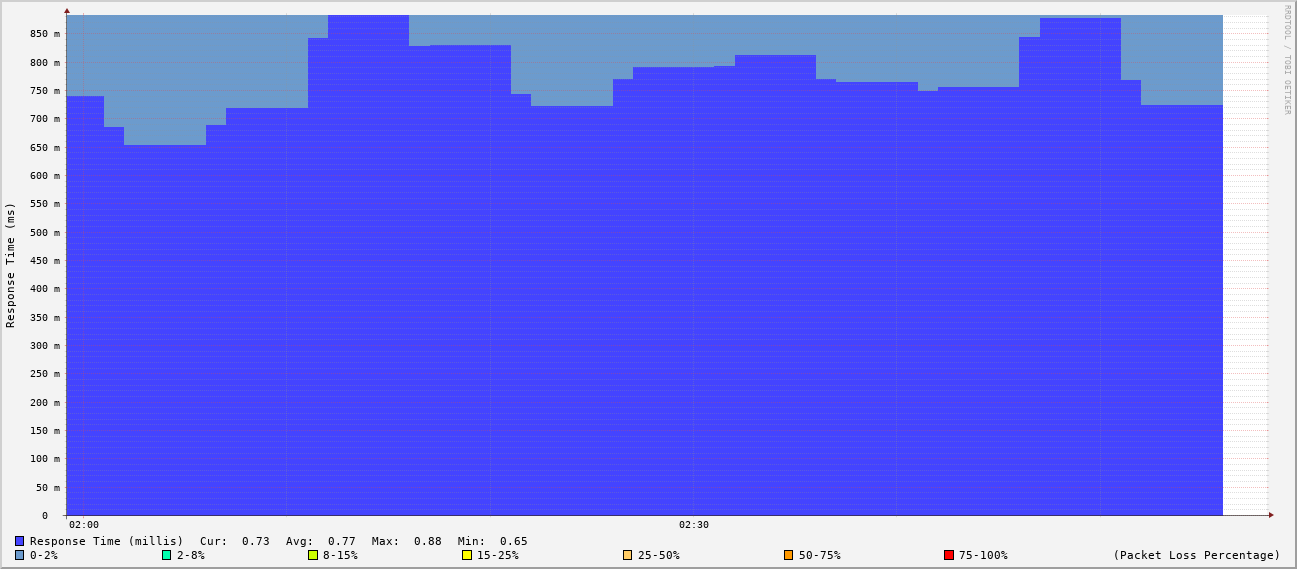 RRDTOOL / TOBI OETIKER
Response Time (ms)
850 m
800 m
750 m
700 m
650 m
600 m
550 m
500 m
450 m
400 m
350 m
300 m
250 m
200 m
150 m
100 m
50 m
0
02:00 02:30
Response Time (millis) Cur: 0.73 Avg: 0.77 Max: 0.88 Min: 0.65
0-2% 2-8% 8-15% 15-25% 25-50% 50-75% 75-100% (Packet Loss Percentage)